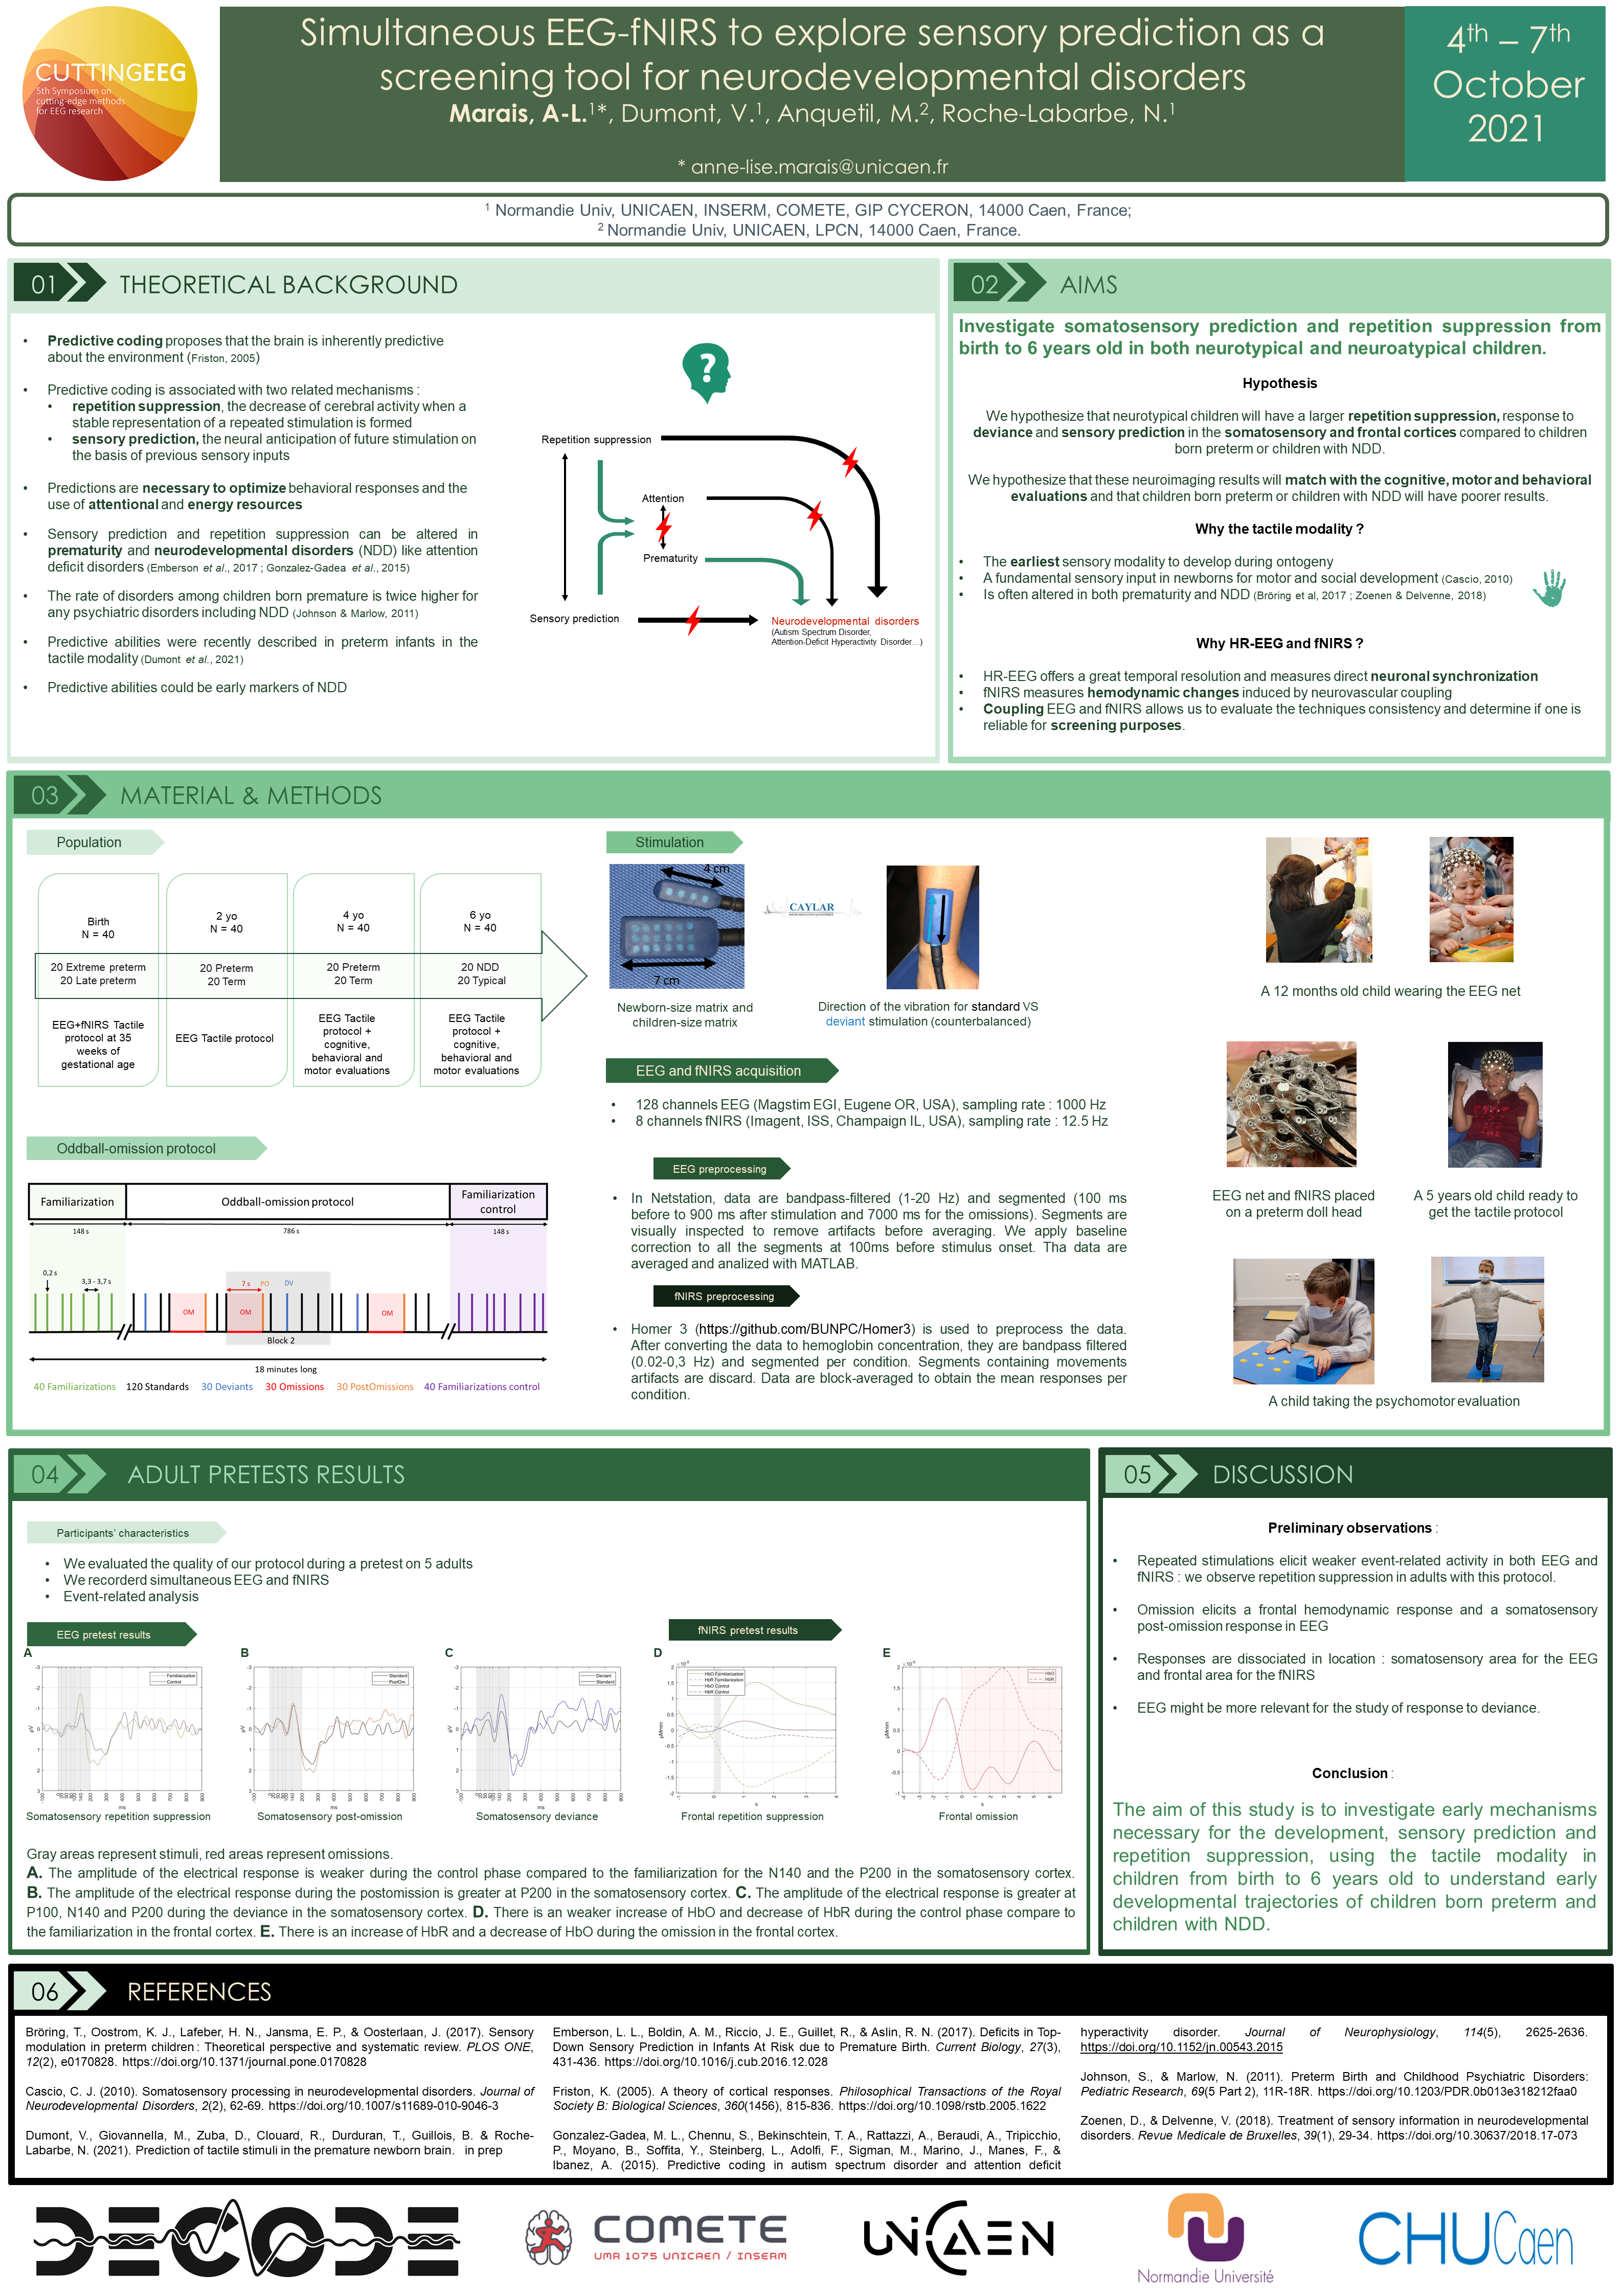 CUTTINGEEG
5th Symposium on
cutting-edge methods
for EEG research
Simultaneous EEG-fNIRS to explore sensory prediction as a
screening tool for neurodevelopmental disorders
Marais, A-L.¹*, Dumont, V.¹, Anquetil, M.², Roche-Labarbe, N.¹
* anne-lise.marais@unicaen.fr
4th – 7th
October
2021
¹ Normandie Univ, UNICAEN, INSERM, COMETE, GIP CYCERON, 14000 Caen, France;
² Normandie Univ, UNICAEN, LPCN, 14000 Caen, France.
01 THEORETICAL BACKGROUND
• Predictive coding proposes that the brain is inherently predictive
about the environment (Friston, 2005)
• Predictive coding is associated with two related mechanisms :
• repetition suppression, the decrease of cerebral activity when a
stable representation of a repeated stimulation is formed
• sensory prediction, the neural anticipation of future stimulation on
the basis of previous sensory inputs
• Predictions are necessary to optimize behavioral responses and the
use of attentional and energy resources
• Sensory prediction and repetition suppression can be altered in
prematurity and neurodevelopmental disorders (NDD) like attention
deficit disorders (Emberson et al., 2017 ; Gonzalez-Gadea et al., 2015)
• The rate of disorders among children born premature is twice higher for
any psychiatric disorders including NDD (Johnson & Marlow, 2011)
• Predictive abilities were recently described in preterm infants in the
tactile modality (Dumont et al., 2021)
• Predictive abilities could be early markers of NDD
?
Repetition suppression
Attention
Prematurity
Sensory prediction
Neurodevelopmental disorders
(Autism Spectrum Disorder,
Attention-Deficit Hyperactivity Disorder…)
02 AIMS
Investigate somatosensory prediction and repetition suppression from
birth to 6 years old in both neurotypical and neuroatypical children.
Hypothesis
We hypothesize that neurotypical children will have a larger repetition suppression, response to
deviance and sensory prediction in the somatosensory and frontal cortices compared to children
born preterm or children with NDD.
We hypothesize that these neuroimaging results will match with the cognitive, motor and behavioral
evaluations and that children born preterm or children with NDD will have poorer results.
Why the tactile modality ?
• The earliest sensory modality to develop during ontogeny
• A fundamental sensory input in newborns for motor and social development (Cascio, 2010)
• Is often altered in both prematurity and NDD (Bröring et al, 2017 ; Zoenen & Delvenne, 2018)
Why HR-EEG and fNIRS ?
• HR-EEG offers a great temporal resolution and measures direct neuronal synchronization
• fNIRS measures hemodynamic changes induced by neurovascular coupling
• Coupling EEG and fNIRS allows us to evaluate the techniques consistency and determine if one is
reliable for screening purposes.
03 MATERIAL & METHODS
Population
Birth
N = 40
20 Extreme preterm
20 Late preterm
EEG+fNIRS Tactile
protocol at 35
weeks of
gestational age
2 yo
N = 40
20 Preterm
20 Term
EEG Tactile protocol
4 yo
N = 40
20 Preterm
20 Term
EEG Tactile
protocol +
cognitive,
behavioral and
motor evaluations
6 yo
N = 40
20 NDD
20 Typical
EEG Tactile
protocol +
cognitive,
behavioral and
motor evaluations
Oddball-omission protocol
Familiarization
Oddball-omission protocol
Familiarization
control
148 s
786 s
148 s
0,2 s
3,3 - 3,7 s
7 s PO DV
OM
OM
OM
Block 2
18 minutes long
40 Familiarizations 120 Standards 30 Deviants 30 Omissions 30 PostOmissions 40 Familiarizations control
Stimulation
4 cm
7 cm
CAYLAR
Newborn-size matrix and
children-size matrix
Direction of the vibration for standard VS
deviant stimulation (counterbalanced)
EEG and fNIRS acquisition
• 128 channels EEG (Magstim EGI, Eugene OR, USA), sampling rate : 1000 Hz
• 8 channels fNIRS (Imagent, ISS, Champaign IL, USA), sampling rate : 12.5 Hz
EEG preprocessing
• In Netstation, data are bandpass-filtered (1-20 Hz) and segmented (100 ms
before to 900 ms after stimulation and 7000 ms for the omissions). Segments are
visually inspected to remove artifacts before averaging. We apply baseline
correction to all the segments at 100ms before stimulus onset. Tha data are
averaged and analized with MATLAB.
fNIRS preprocessing
• Homer 3 (https://github.com/BUNPC/Homer3) is used to preprocess the data.
After converting the data to hemoglobin concentration, they are bandpass filtered
(0.02-0,3 Hz) and segmented per condition. Segments containing movements
artifacts are discard. Data are block-averaged to obtain the mean responses per
condition.
A 12 months old child wearing the EEG net
EEG net and fNIRS placed
on a preterm doll head
A 5 years old child ready to
get the tactile protocol
A child taking the psychomotor evaluation
04 ADULT PRETESTS RESULTS
Participants' characteristics
• We evaluated the quality of our protocol during a pretest on 5 adults
• We recorderd simultaneous EEG and fNIRS
• Event-related analysis
EEG pretest results
fNIRS pretest results
A
Familiarization
Control
Somatosensory repetition suppression
B
Standard
PostOm
Somatosensory post-omission
C
Deviant
Standard
Somatosensory deviance
D
HbO Familiarization
HbR Familiarization
HbO Control
HbR Control
Frontal repetition suppression
E
HbO
HbR
Frontal omission
Gray areas represent stimuli, red areas represent omissions.
A. The amplitude of the electrical response is weaker during the control phase compared to the familiarization for the N140 and the P200 in the somatosensory cortex.
B. The amplitude of the electrical response during the postomission is greater at P200 in the somatosensory cortex. C. The amplitude of the electrical response is greater at
P100, N140 and P200 during the deviance in the somatosensory cortex. D. There is an weaker increase of HbO and decrease of HbR during the control phase compare to
the familiarization in the frontal cortex. E. There is an increase of HbR and a decrease of HbO during the omission in the frontal cortex.
05 DISCUSSION
Preliminary observations :
• Repeated stimulations elicit weaker event-related activity in both EEG and
fNIRS : we observe repetition suppression in adults with this protocol.
• Omission elicits a frontal hemodynamic response and a somatosensory
post-omission response in EEG
• Responses are dissociated in location : somatosensory area for the EEG
and frontal area for the fNIRS
• EEG might be more relevant for the study of response to deviance.
Conclusion :
The aim of this study is to investigate early mechanisms
necessary for the development, sensory prediction and
repetition suppression, using the tactile modality in
children from birth to 6 years old to understand early
developmental trajectories of children born preterm and
children with NDD.
06 REFERENCES
Bröring, T., Oostrom, K. J., Lafeber, H. N., Jansma, E. P., & Oosterlaan, J. (2017). Sensory
modulation in preterm children : Theoretical perspective and systematic review. PLOS ONE,
12(2), e0170828. https://doi.org/10.1371/journal.pone.0170828
Cascio, C. J. (2010). Somatosensory processing in neurodevelopmental disorders. Journal of
Neurodevelopmental Disorders, 2(2), 62-69. https://doi.org/10.1007/s11689-010-9046-3
Dumont, V., Giovannella, M., Zuba, D., Clouard, R., Durduran, T., Guillois, B. & Roche-
Labarbe, N. (2021). Prediction of tactile stimuli in the premature newborn brain. in prep
Emberson, L. L., Boldin, A. M., Riccio, J. E., Guillet, R., & Aslin, R. N. (2017). Deficits in Top-
Down Sensory Prediction in Infants At Risk due to Premature Birth. Current Biology, 27(3),
431-436. https://doi.org/10.1016/j.cub.2016.12.028
Friston, K. (2005). A theory of cortical responses. Philosophical Transactions of the Royal
Society B: Biological Sciences, 360(1456), 815-836. https://doi.org/10.1098/rstb.2005.1622
Gonzalez-Gadea, M. L., Chennu, S., Bekinschtein, T. A., Rattazzi, A., Beraudi, A., Tripicchio,
P., Moyano, B., Soffita, Y., Steinberg, L., Adolfi, F., Sigman, M., Marino, J., Manes, F., &
Ibanez, A. (2015). Predictive coding in autism spectrum disorder and attention deficit
hyperactivity disorder. Journal of Neurophysiology, 114(5), 2625-2636.
https://doi.org/10.1152/jn.00543.2015
Johnson, S., & Marlow, N. (2011). Preterm Birth and Childhood Psychiatric Disorders:
Pediatric Research, 69(5 Part 2), 11R-18R. https://doi.org/10.1203/PDR.0b013e318212faa0
Zoenen, D., & Delvenne, V. (2018). Treatment of sensory information in neurodevelopmental
disorders. Revue Medicale de Bruxelles, 39(1), 29-34. https://doi.org/10.30637/2018.17-073
DECODE
COMETE
UMR 1075 UNICAEN / INSERM
UNICAEN
Normandie Université
CHU Caen